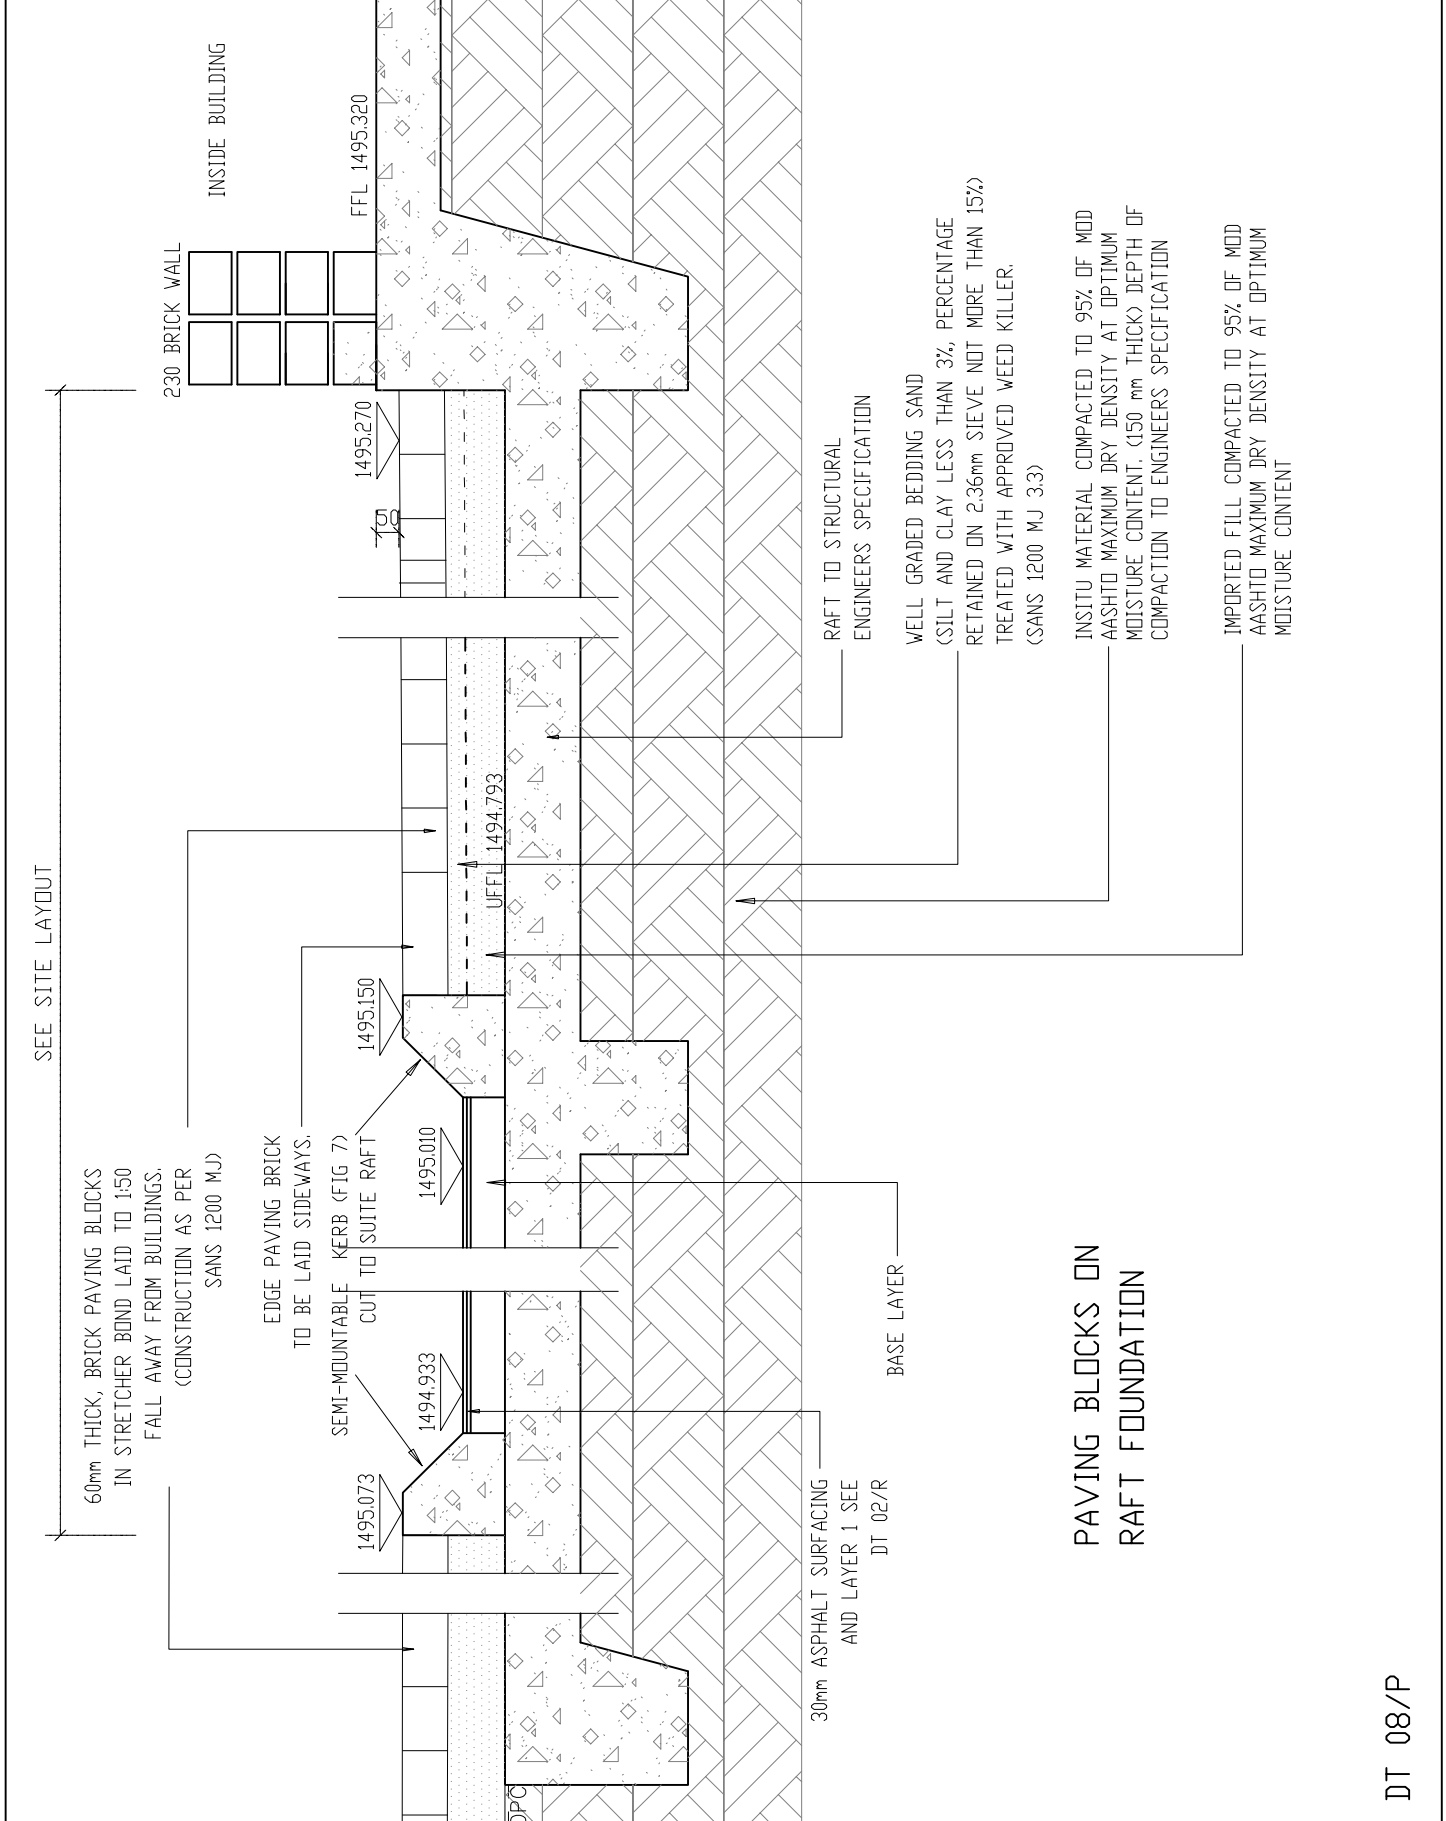 SEE SITE LAYOUT
60mm THICK, BRICK PAVING BLOCKS
IN STRETCHER BOND LAID TO 1:50
FALL AWAY FROM BUILDINGS.
(CONSTRUCTION AS PER
SANS 1200 MJ)
EDGE PAVING BRICK
TO BE LAID SIDEWAYS.
SEMI-MOUNTABLE KERB (FIG 7)
CUT TO SUITE RAFT
230 BRICK WALL
INSIDE BUILDING
FFL 1495.320
1495.073
1494.933
1495.010
1495.150
1495.270
50
UFFL 1494.793
DPC
30mm ASPHALT SURFACING
AND LAYER 1 SEE
DT 02/R
BASE LAYER
RAFT TO STRUCTURAL
ENGINEERS SPECIFICATION
WELL GRADED BEDDING SAND
(SILT AND CLAY LESS THAN 3%, PERCENTAGE
RETAINED ON 2.36mm SIEVE NOT MORE THAN 15%)
TREATED WITH APPROVED WEED KILLER.
(SANS 1200 MJ 3.3)
INSITU MATERIAL COMPACTED TO 95% OF MOD
AASHTO MAXIMUM DRY DENSITY AT OPTIMUM
MOISTURE CONTENT. (150 mm THICK) DEPTH OF
COMPACTION TO ENGINEERS SPECIFICATION
IMPORTED FILL COMPACTED TO 95% OF MOD
AASHTO MAXIMUM DRY DENSITY AT OPTIMUM
MOISTURE CONTENT
PAVING BLOCKS ON
RAFT FOUNDATION
DT 08/P